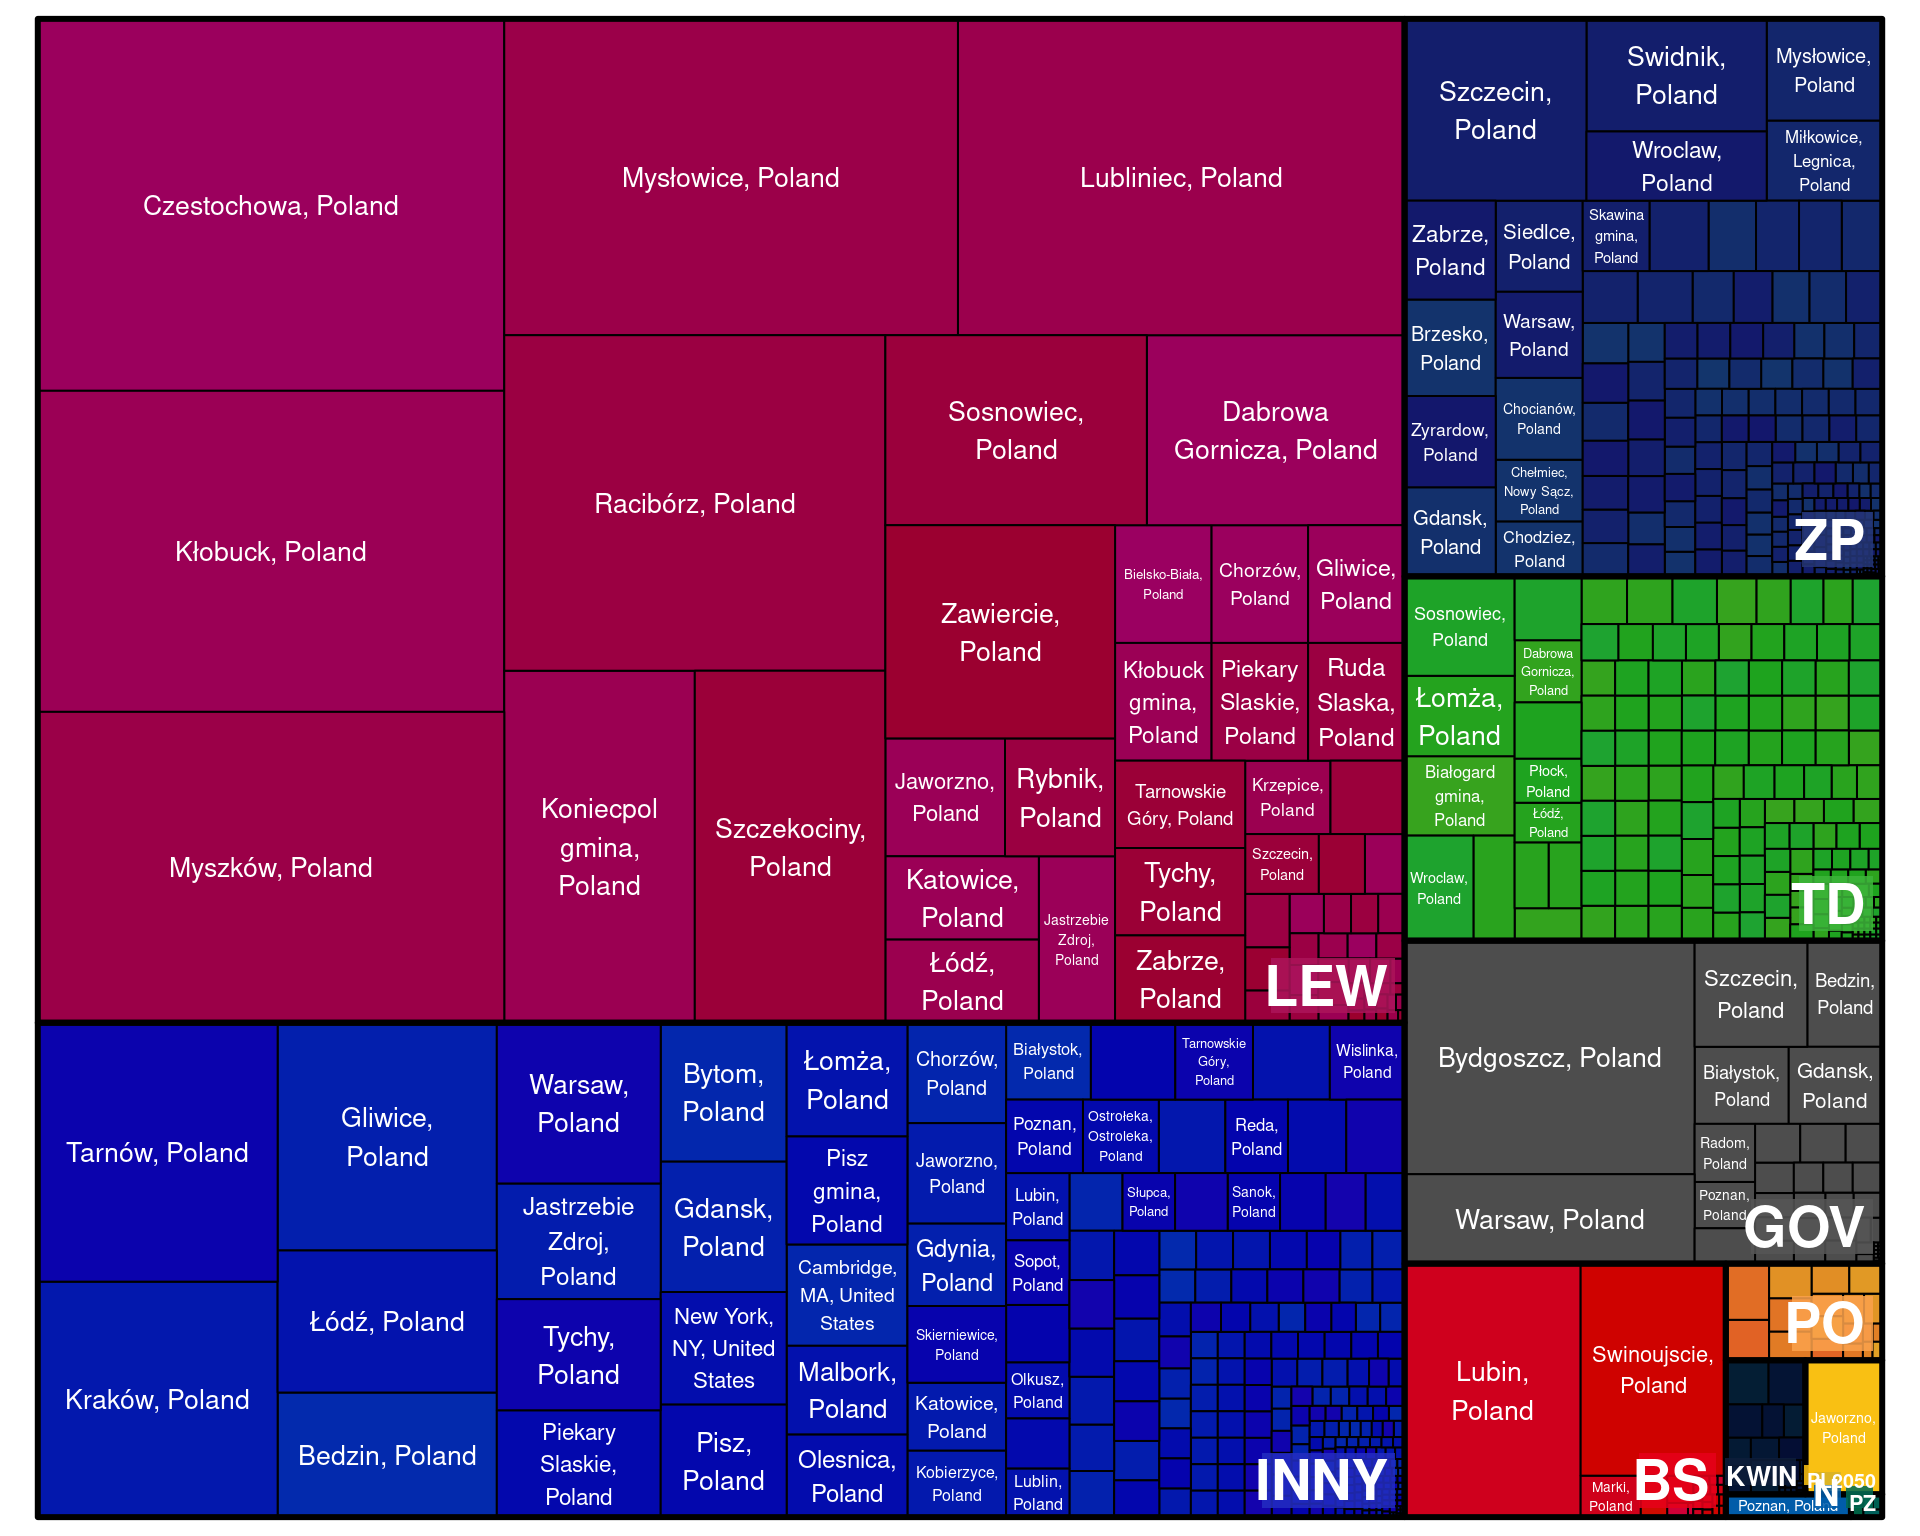 Czestochowa, Poland
Kłobuck, Poland
Myszków, Poland
Mysłowice, Poland
Lubliniec, Poland
Racibórz, Poland
Koniecpol
gmina,
Poland
Szczekociny,
Poland
Sosnowiec,
Poland
Dabrowa
Gornicza, Poland
Zawiercie,
Poland
Bielsko-Biała,
Poland
Chorzów,
Poland
Gliwice,
Poland
Kłobuck
gmina,
Poland
Piekary
Slaskie,
Poland
Ruda
Slaska,
Poland
Jaworzno,
Poland
Rybnik,
Poland
Katowice,
Poland
Łódź,
Poland
Jastrzebie
Zdroj,
Poland
Tarnowskie
Góry, Poland
Tychy,
Poland
Zabrze,
Poland
Krzepice,
Poland
Szczecin,
Poland
LEW
Szczecin,
Poland
Swidnik,
Poland
Wroclaw,
Poland
Mysłowice,
Poland
Miłkowice,
Legnica,
Poland
Zabrze,
Poland
Brzesko,
Poland
Zyrardow,
Poland
Gdansk,
Poland
Siedlce,
Poland
Warsaw,
Poland
Chocianów,
Poland
Chełmiec,
Nowy Sącz,
Poland
Chodziez,
Poland
Skawina
gmina,
Poland
ZP
Sosnowiec,
Poland
Łomża,
Poland
Białogard
gmina,
Poland
Wroclaw,
Poland
Dabrowa
Gornicza,
Poland
Płock,
Poland
Łódź,
Poland
TD
Bydgoszcz, Poland
Warsaw, Poland
Szczecin,
Poland
Bedzin,
Poland
Białystok,
Poland
Gdansk,
Poland
Radom,
Poland
Poznan,
Poland
GOV
Tarnów, Poland
Kraków, Poland
Gliwice,
Poland
Łódź, Poland
Bedzin, Poland
Warsaw,
Poland
Jastrzebie
Zdroj,
Poland
Tychy,
Poland
Piekary
Slaskie,
Poland
Bytom,
Poland
Gdansk,
Poland
New York,
NY, United
States
Pisz,
Poland
Łomża,
Poland
Pisz
gmina,
Poland
Cambridge,
MA, United
States
Malbork,
Poland
Olesnica,
Poland
Chorzów,
Poland
Jaworzno,
Poland
Gdynia,
Poland
Skierniewice,
Poland
Katowice,
Poland
Kobierzyce,
Poland
Białystok,
Poland
Tarnowskie
Góry,
Poland
Wislinka,
Poland
Poznan,
Poland
Ostrołeka,
Ostroleka,
Poland
Reda,
Poland
Lubin,
Poland
Słupca,
Poland
Sanok,
Poland
Sopot,
Poland
Olkusz,
Poland
Lublin,
Poland
INNY
Lubin,
Poland
Swinoujscie,
Poland
Marki,
Poland
BS
PO
KWIN
Jaworzno,
Poland
PL2050
N
Poznan, Poland
PZ